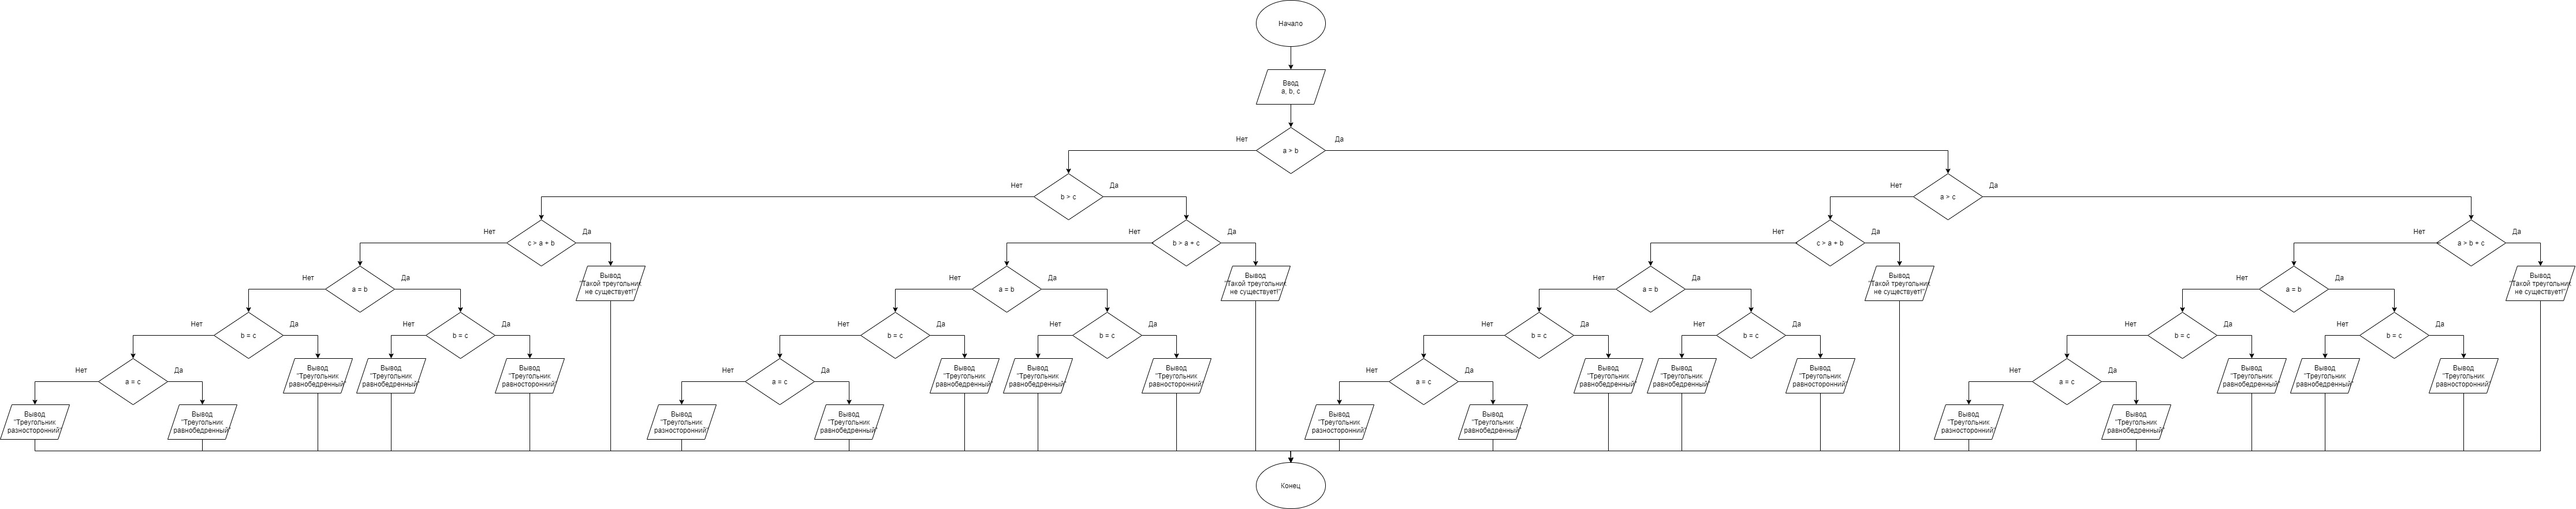 Начало
Ввод
a, b, c
Нет
Да
a > b
Нет
Да
b > c
Нет
Да
a > c
Нет
Да
c > a + b
Нет
Да
b > a + c
Нет
Да
c > a + b
Нет
Да
a > b + c
Нет
Да
a = b
Вывод
"Такой треугольник
не существует!"
Нет
Да
a = b
Вывод
"Такой треугольник
не существует!"
Нет
Да
a = b
Вывод
"Такой треугольник
не существует!"
Нет
Да
a = b
Вывод
"Такой треугольник
не существует!"
Нет
Да
b = c
Нет
Да
b = c
Нет
Да
b = c
Нет
Да
b = c
Нет
Да
b = c
Нет
Да
b = c
Нет
Да
b = c
Нет
Да
b = c
Нет
Да
a = c
Вывод
"Треугольник
равнобедренный"
Вывод
"Треугольник
равнобедренный"
Вывод
"Треугольник
равносторонний"
Нет
Да
a = c
Вывод
"Треугольник
равнобедренный"
Вывод
"Треугольник
равнобедренный"
Вывод
"Треугольник
равносторонний"
Нет
Да
a = c
Вывод
"Треугольник
равнобедренный"
Вывод
"Треугольник
равнобедренный"
Вывод
"Треугольник
равносторонний"
Нет
Да
a = c
Вывод
"Треугольник
равнобедренный"
Вывод
"Треугольник
равнобедренный"
Вывод
"Треугольник
равносторонний"
Вывод
"Треугольник
разносторонний"
Вывод
"Треугольник
равнобедренный"
Вывод
"Треугольник
разносторонний"
Вывод
"Треугольник
равнобедренный"
Вывод
"Треугольник
разносторонний"
Вывод
"Треугольник
равнобедренный"
Вывод
"Треугольник
разносторонний"
Вывод
"Треугольник
равнобедренный"
Конец